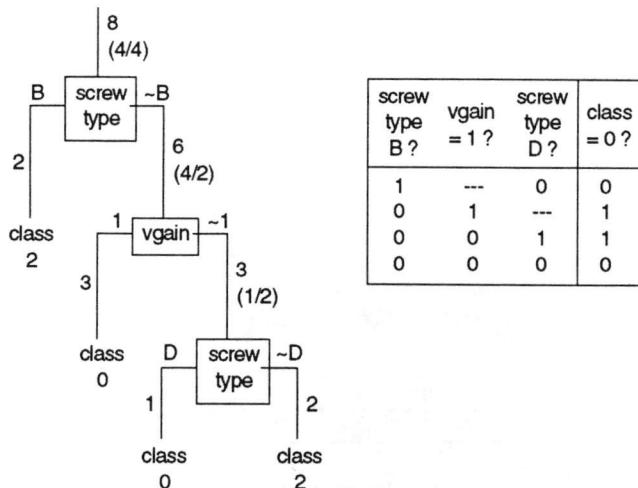 8
(4/4)
B screw type ~B
2
6
(4/2)
class
2
1 vgain ~1
3
3
(1/2)
class
0
D screw type ~D
1
2
class
0
class
2
screw type B ? vgain = 1 ? screw type D ? class = 0 ?
1 --- 0 0
0 1 --- 1
0 0 1 1
0 0 0 0